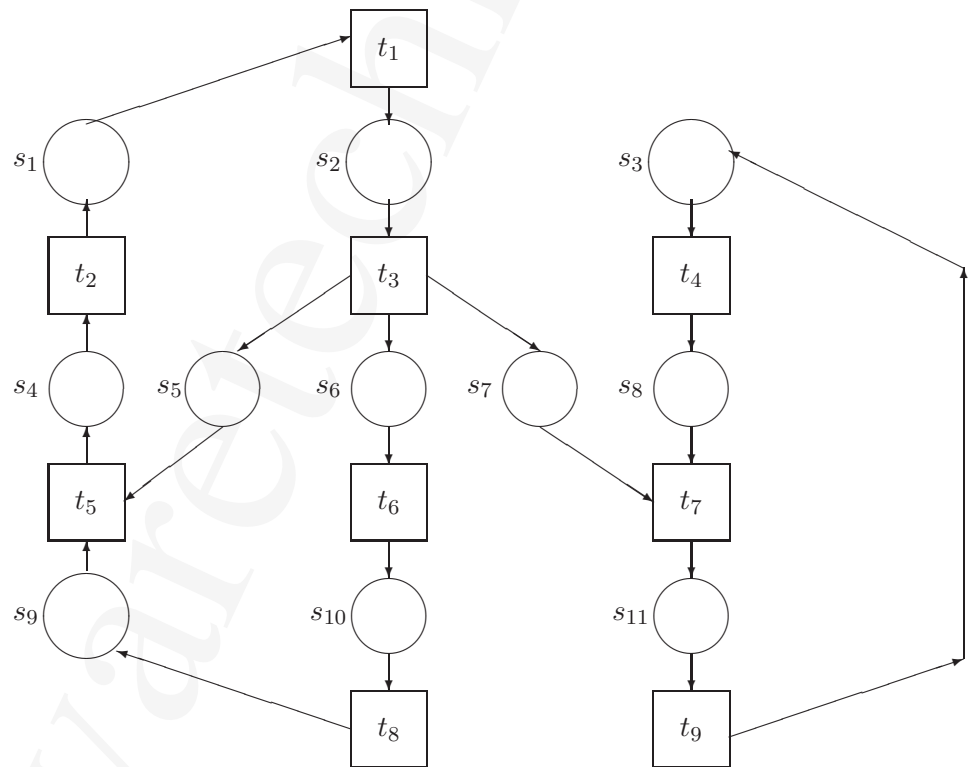 t₁
s₁ s₂ s₃
t₂ t₃ t₄
s₄ s₅ s₆ s₇ s₈
t₅ t₆ t₇
s₉ s₁₀ s₁₁
t₈ t₉